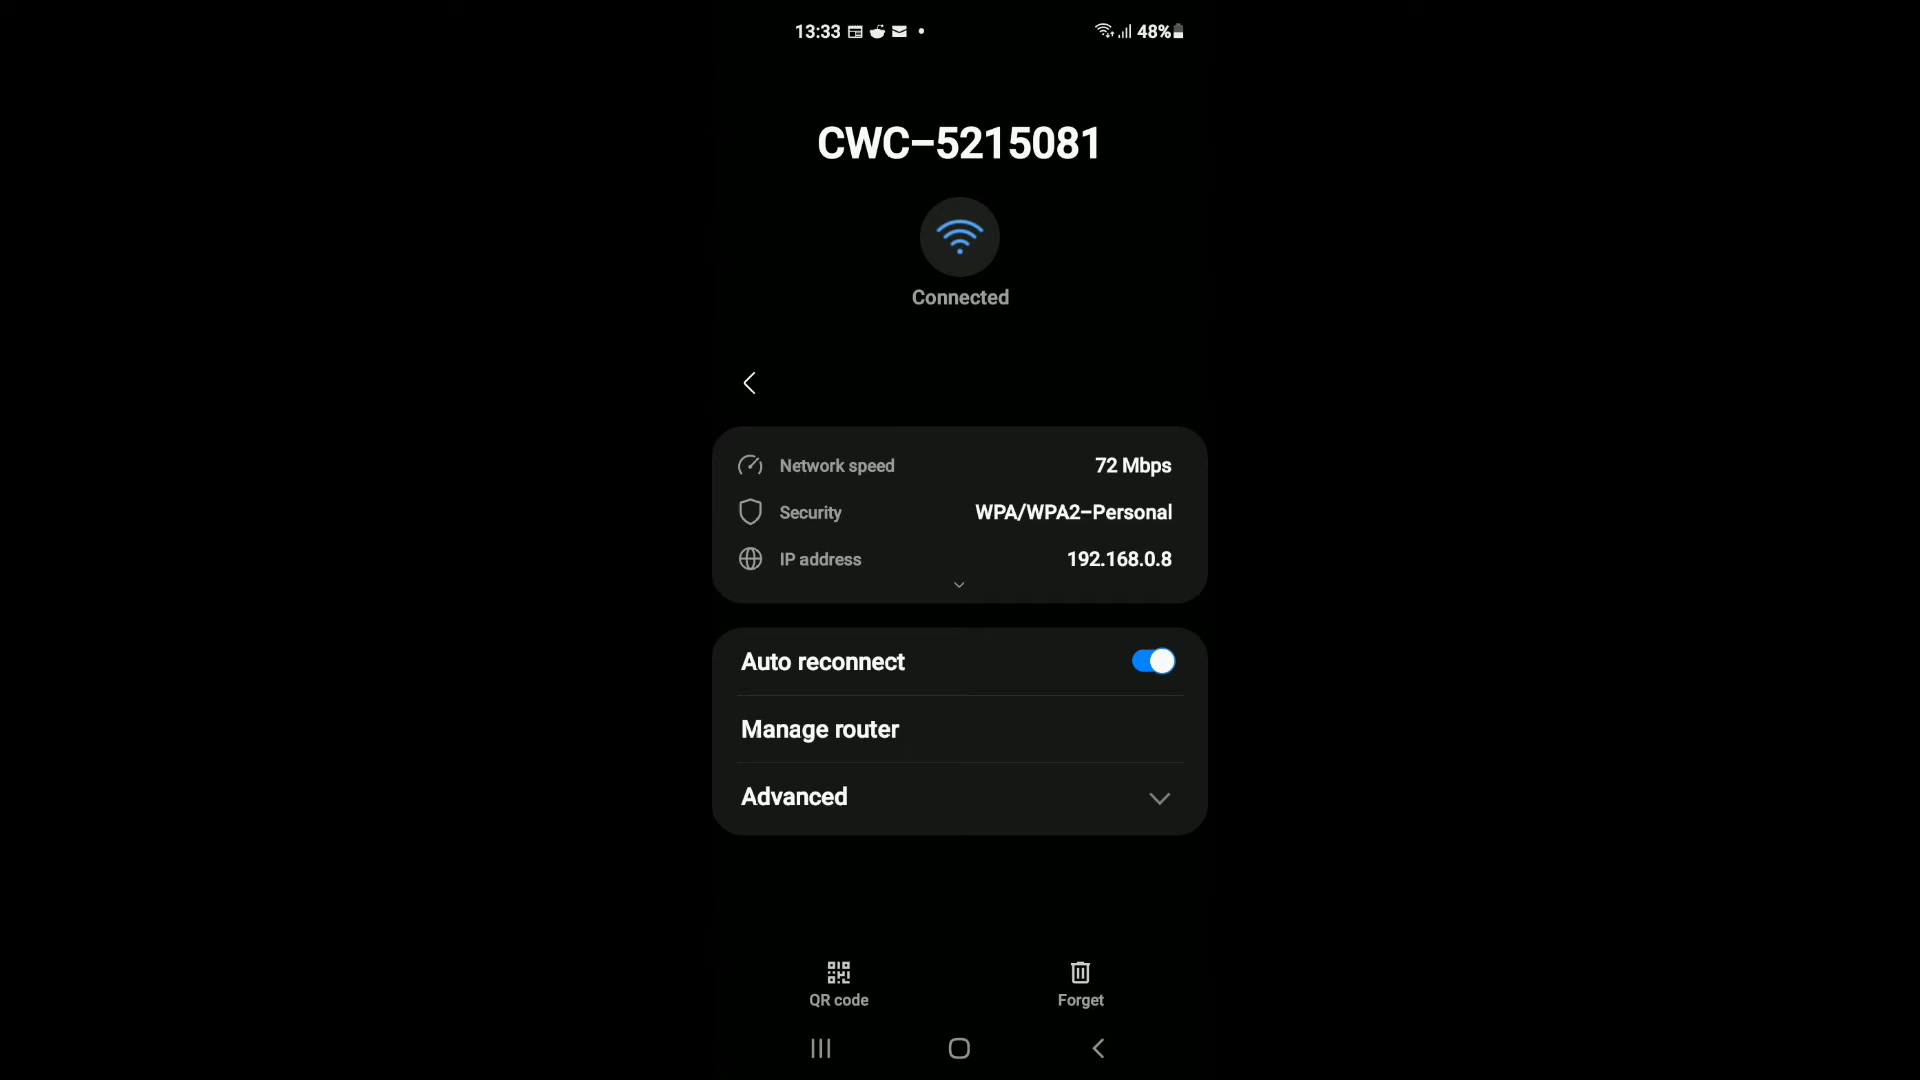 13:33 48%
CWC-5215081
Connected
Network speed 72 Mbps
Security WPA/WPA2-Personal
IP address 192.168.0.8
Auto reconnect
Manage router
Advanced
QR code Forget